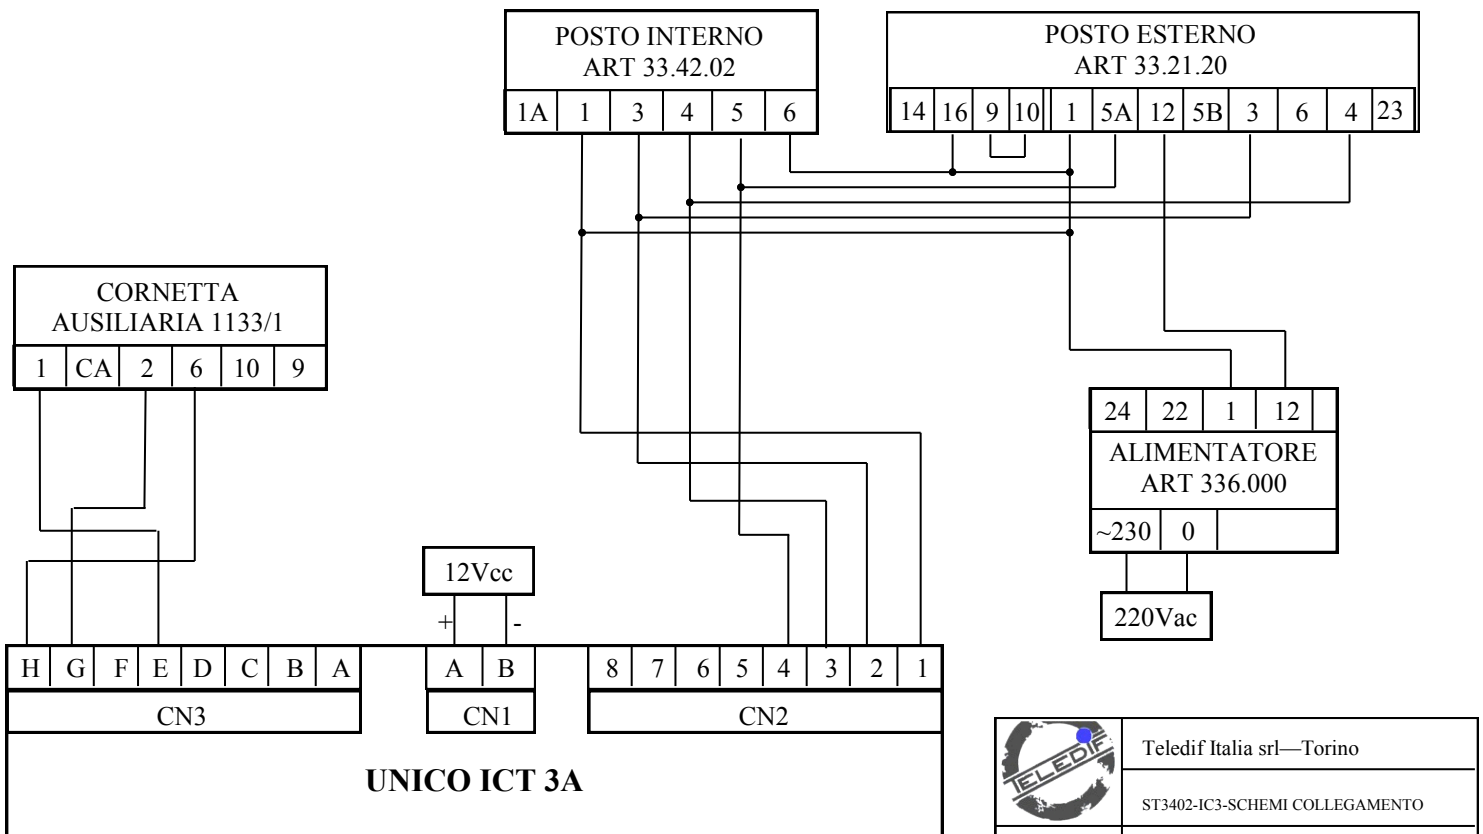 POSTO INTERNO
ART 33.42.02
1A 1 3 4 5 6
POSTO ESTERNO
ART 33.21.20
14 16 9 10 1 5A 12 5B 3 6 4 23
CORNETTA
AUSILIARIA 1133/1
1 CA 2 6 10 9
24 22 1 12
ALIMENTATORE
ART 336.000
~230 0
220Vac
12Vcc
+ -
H G F E D C B A
CN3
A B
CN1
8 7 6 5 4 3 2 1
CN2
UNICO ICT 3A
TELEDIF
Teledif Italia srl—Torino
ST3402-IC3-SCHEMI COLLEGAMENTO